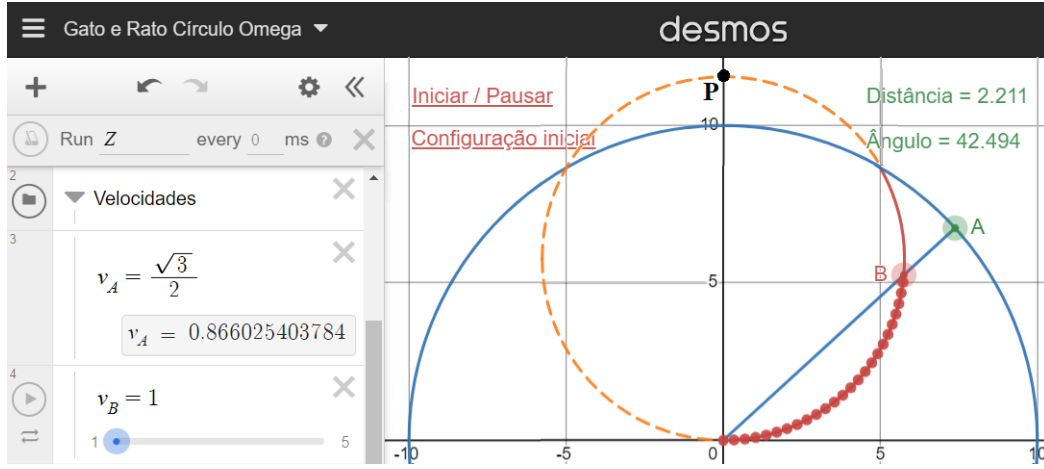 Gato e Rato Círculo Omega
desmos
Run Z every 0 ms
2
Velocidades
3
v_A = √3/2
v_A = 0.866025403784
4
v_B = 1
1 5
Iniciar / Pausar
Configuração inicial
Distância = 2.211
Ângulo = 42.494
P
10
A
B
5
-10 -5 0 5 10